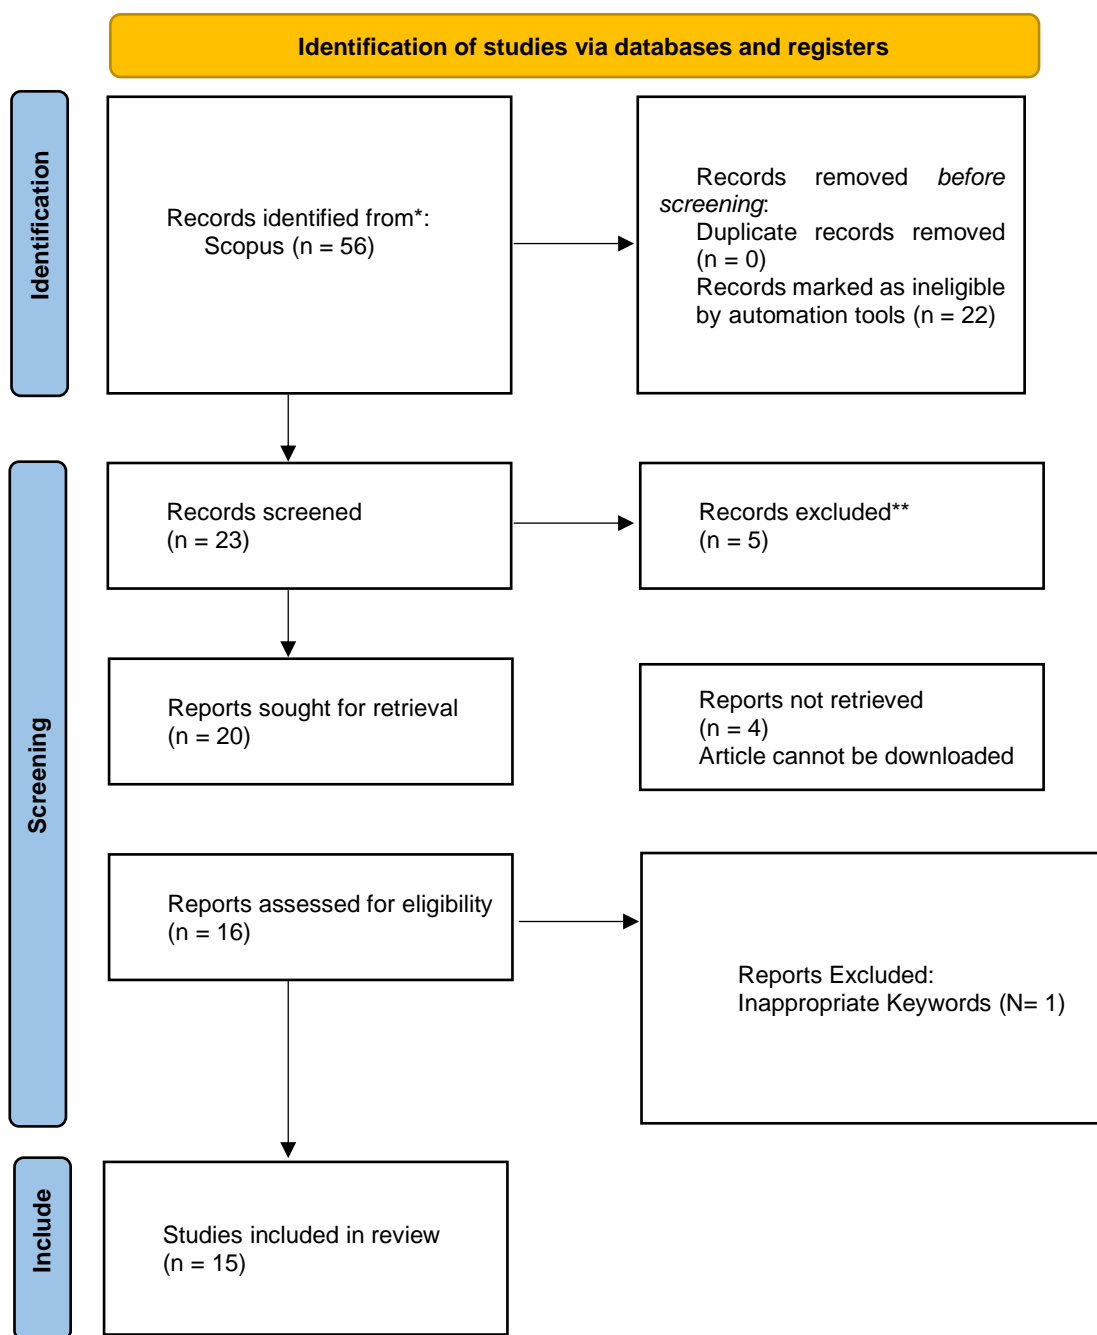 Identification of studies via databases and registers
Identification
Records identified from*:
Scopus (n = 56)
Records removed before
screening:
Duplicate records removed
(n = 0)
Records marked as ineligible
by automation tools (n = 22)
Screening
Records screened
(n = 23)
Records excluded**
(n = 5)
Reports sought for retrieval
(n = 20)
Reports not retrieved
(n = 4)
Article cannot be downloaded
Reports assessed for eligibility
(n = 16)
Reports Excluded:
Inappropriate Keywords (N= 1)
Include
Studies included in review
(n = 15)